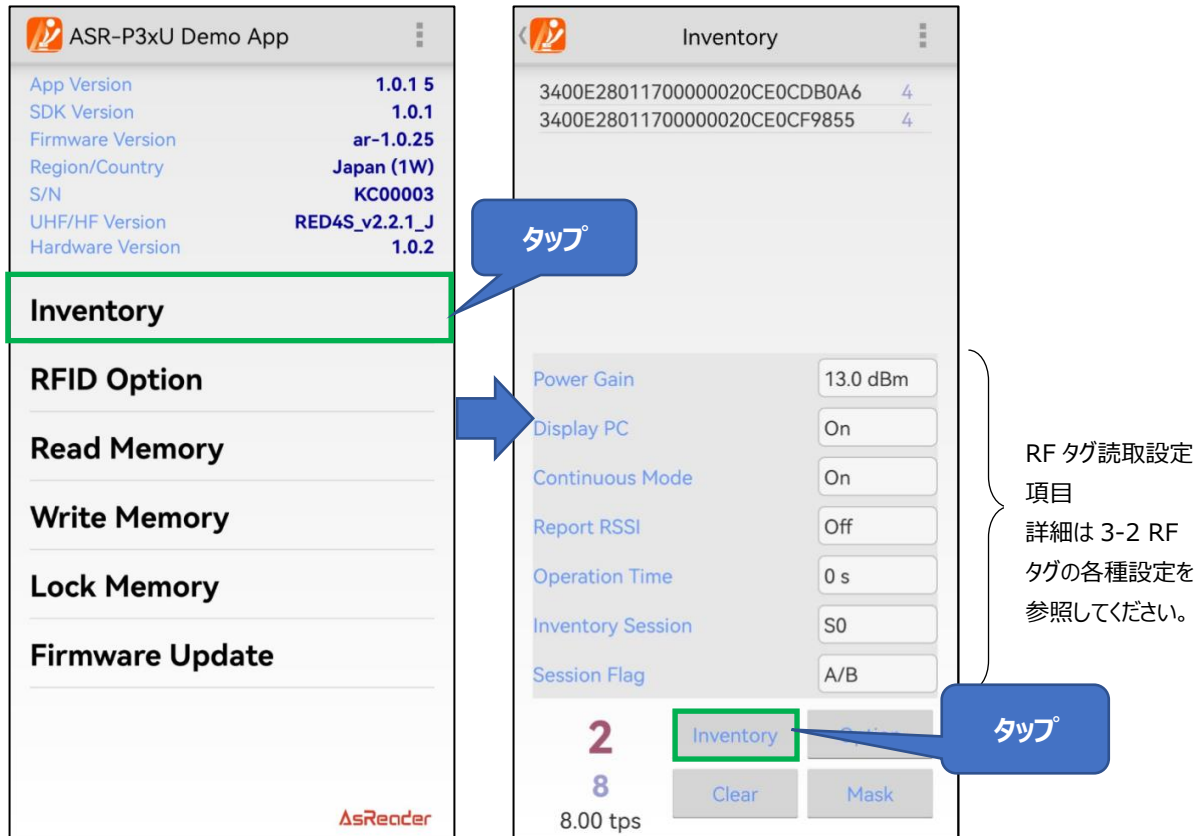 ASR-P3xU Demo App
App Version 1.0.1 5
SDK Version 1.0.1
Firmware Version ar-1.0.25
Region/Country Japan (1W)
S/N KC00003
UHF/HF Version RED4S_v2.2.1_J
Hardware Version 1.0.2
Inventory
RFID Option
Read Memory
Write Memory
Lock Memory
Firmware Update
AsReader
タップ
Inventory
3400E28011700000020CE0CDB0A6 4
3400E28011700000020CE0CF9855 4
Power Gain 13.0 dBm
Display PC On
Continuous Mode On
Report RSSI Off
Operation Time 0 s
Inventory Session S0
Session Flag A/B
2
Inventory
8
Clear Mask
8.00 tps
タップ
RF タグ読取設定
項目
詳細は 3-2 RF
タグの各種設定を
参照してください。